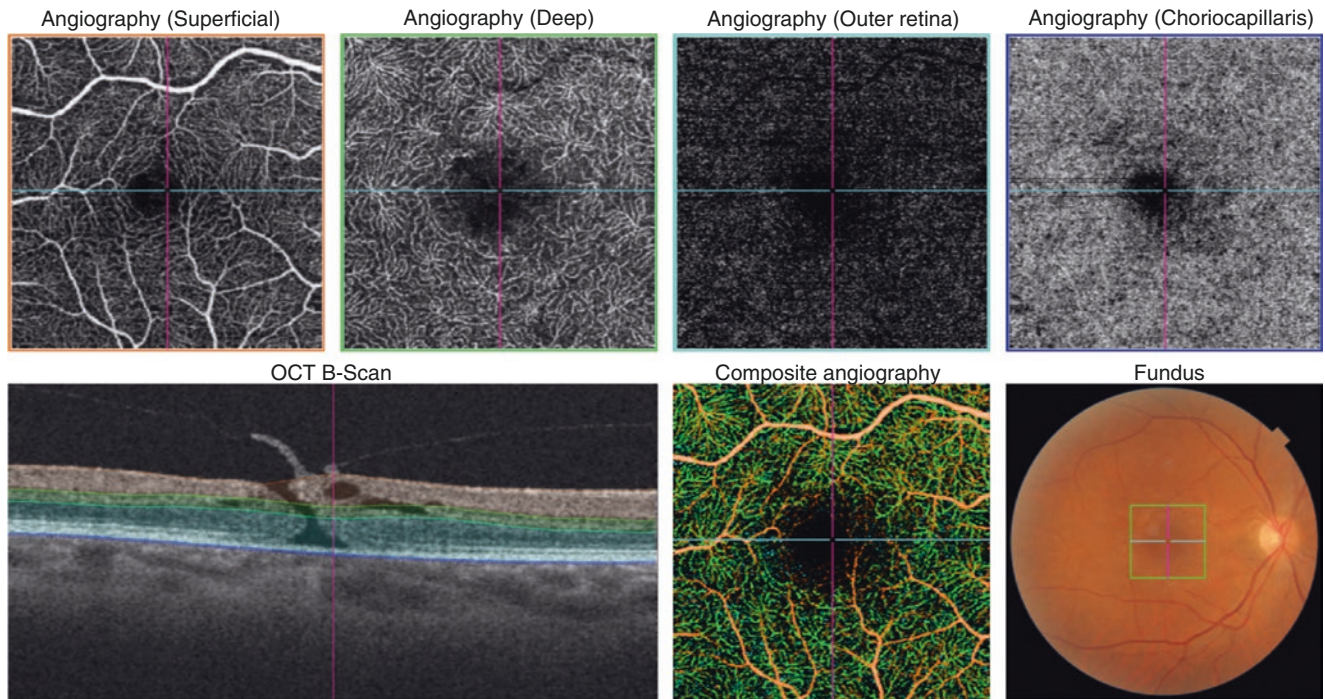 Angiography (Superficial)
Angiography (Deep)
Angiography (Outer retina)
Angiography (Choriocapillaris)
OCT B-Scan
Composite angiography
Fundus